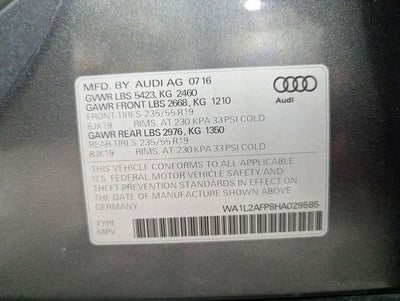 MFD. BY AUDI AG 07/16
GVWR LBS 5423, KG 2460
GAWR FRONT LBS 2668, KG 1210
FRONT TIRES 235/55 R19
8JX19 RIMS, AT 230 KPA 33 PSI COLD
GAWR REAR LBS 2976, KG 1350
REAR TIRES 235/55 R19
8JX19 RIMS, AT 230 KPA 33 PSI COLD
THIS VEHICLE CONFORMS TO ALL APPLICABLE
U.S. FEDERAL MOTOR VEHICLE SAFETY AND
THEFT PREVENTION STANDARDS IN EFFECT ON
THE DATE OF MANUFACTURE SHOWN ABOVE
GERMANY WA1L2AFP8HA029585
TYPE
MPV
Audi